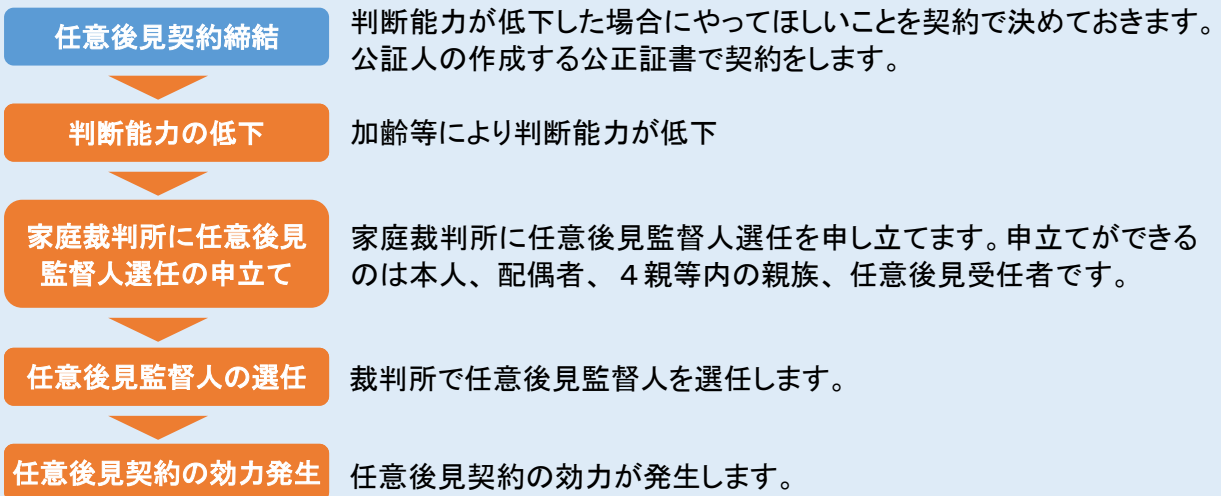 任意後見契約締結
判断能力が低下した場合にやってほしいことを契約で決めておきます。
公証人の作成する公正証書で契約をします。
判断能力の低下
加齢等により判断能力が低下
家庭裁判所に任意後見
監督人選任の申立て
家庭裁判所に任意後見監督人選任を申し立てます。申立てができる
のは本人、配偶者、４親等内の親族、任意後見受任者です。
任意後見監督人の選任
裁判所で任意後見監督人を選任します。
任意後見契約の効力発生
任意後見契約の効力が発生します。